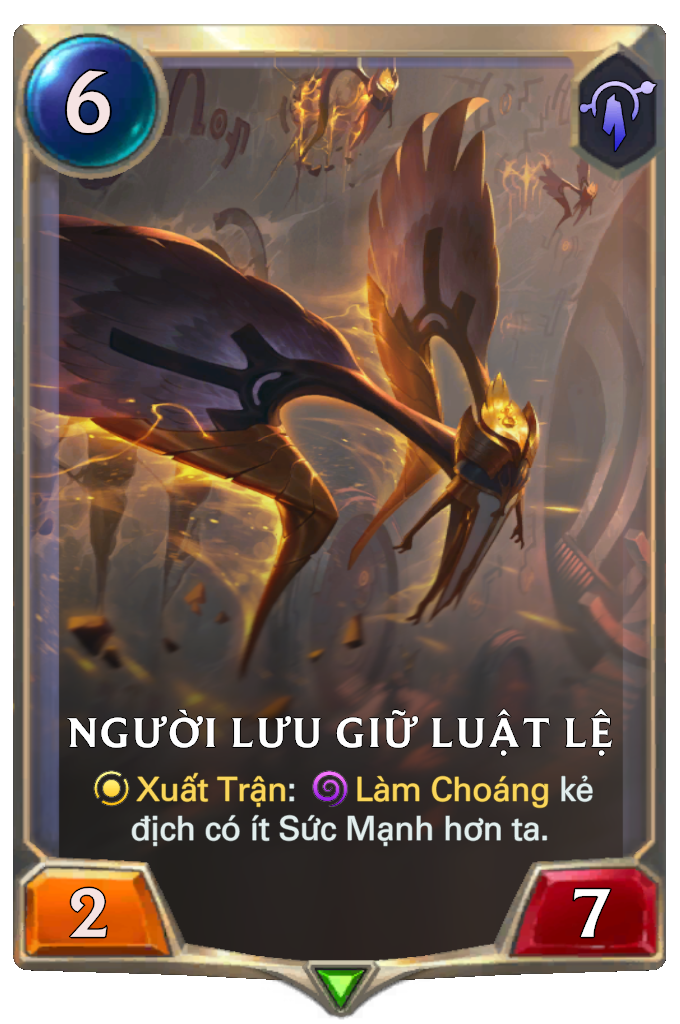 6
NGƯỜI LƯU GIỮ LUẬT LỆ
Xuất Trận: Làm Choáng kẻ
địch có ít Sức Mạnh hơn ta.
2
7